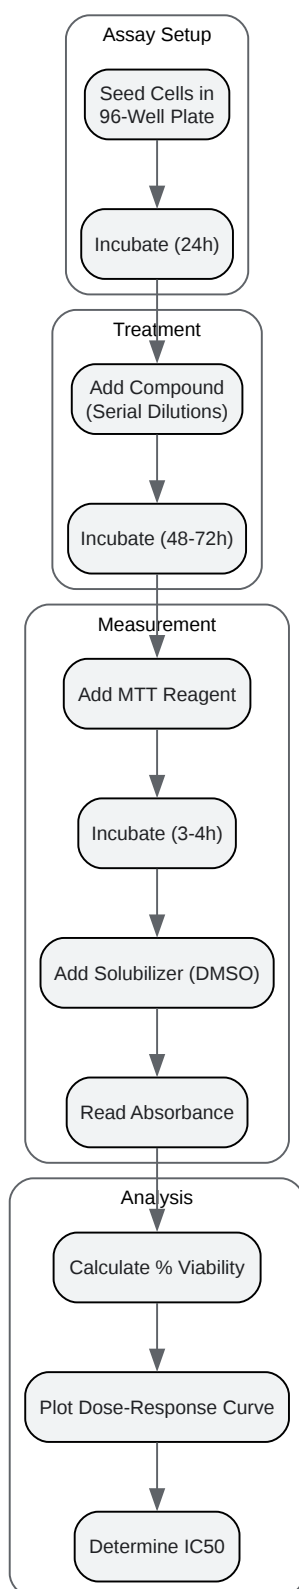 Assay Setup
Seed Cells in
96-Well Plate
Incubate (24h)
Treatment
Add Compound
(Serial Dilutions)
Incubate (48-72h)
Measurement
Add MTT Reagent
Incubate (3-4h)
Add Solubilizer (DMSO)
Read Absorbance
Analysis
Calculate % Viability
Plot Dose-Response Curve
Determine IC50